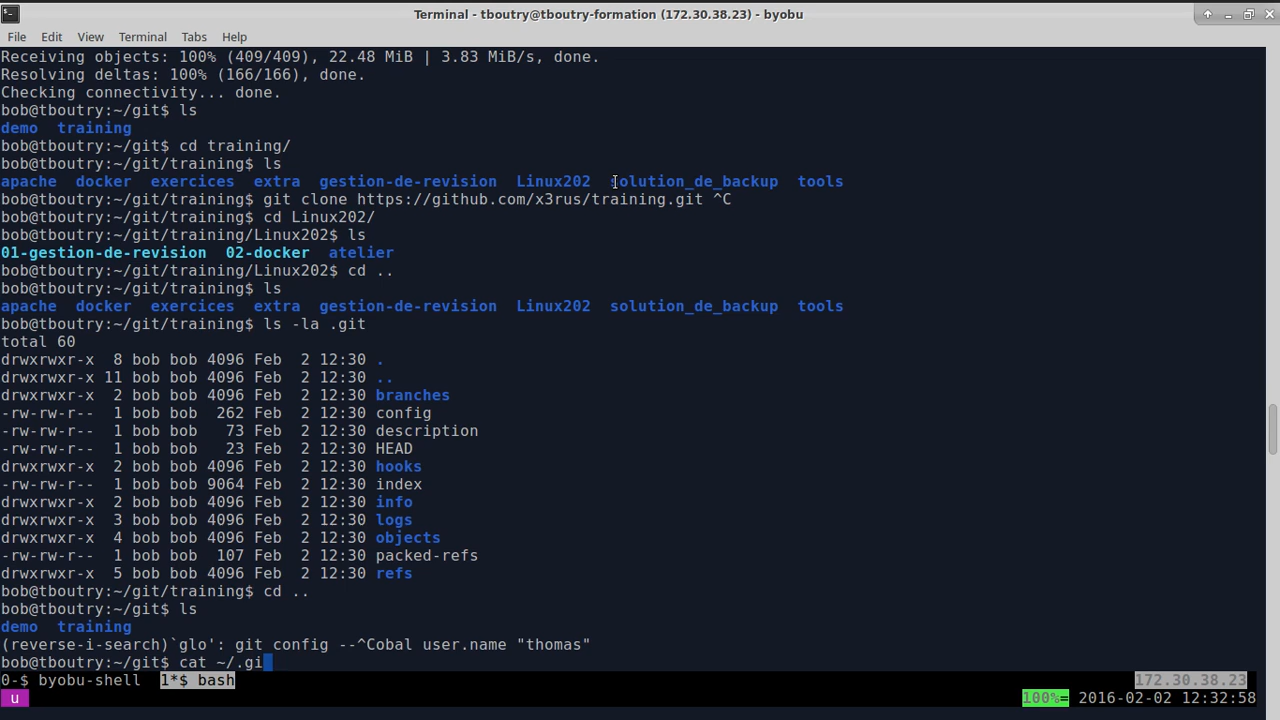 Terminal - tboutry@tboutry-formation (172.30.38.23) - byobu
File Edit View Terminal Tabs Help
Receiving objects: 100% (409/409), 22.48 MiB | 3.83 MiB/s, done.
Resolving deltas: 100% (166/166), done.
Checking connectivity... done.
bob@tboutry:~/git$ ls
demo  training
bob@tboutry:~/git$ cd training/
bob@tboutry:~/git/training$ ls
apache  docker  exercices  extra  gestion-de-revision  Linux202  solution_de_backup  tools
bob@tboutry:~/git/training$ git clone https://github.com/x3rus/training.git ^C
bob@tboutry:~/git/training$ cd Linux202/
bob@tboutry:~/git/training/Linux202$ ls
01-gestion-de-revision  02-docker  atelier
bob@tboutry:~/git/training/Linux202$ cd ..
bob@tboutry:~/git/training$ ls
apache  docker  exercices  extra  gestion-de-revision  Linux202  solution_de_backup  tools
bob@tboutry:~/git/training$ ls -la .git
total 60
drwxrwxr-x  8 bob bob 4096 Feb  2 12:30 .
drwxrwxr-x 11 bob bob 4096 Feb  2 12:30 ..
drwxrwxr-x  2 bob bob 4096 Feb  2 12:30 branches
-rw-rw-r--  1 bob bob  262 Feb  2 12:30 config
-rw-rw-r--  1 bob bob   73 Feb  2 12:30 description
-rw-rw-r--  1 bob bob   23 Feb  2 12:30 HEAD
drwxrwxr-x  2 bob bob 4096 Feb  2 12:30 hooks
-rw-rw-r--  1 bob bob 9064 Feb  2 12:30 index
drwxrwxr-x  2 bob bob 4096 Feb  2 12:30 info
drwxrwxr-x  3 bob bob 4096 Feb  2 12:30 logs
drwxrwxr-x  4 bob bob 4096 Feb  2 12:30 objects
-rw-rw-r--  1 bob bob  107 Feb  2 12:30 packed-refs
drwxrwxr-x  5 bob bob 4096 Feb  2 12:30 refs
bob@tboutry:~/git/training$ cd ..
bob@tboutry:~/git$ ls
demo  training
(reverse-i-search)`glo': git config --^Cobal user.name "thomas"
bob@tboutry:~/git$ cat ~/.gi
0-$ byobu-shell  1*$ bash 172.30.38.23
u 100%= 2016-02-02 12:32:58